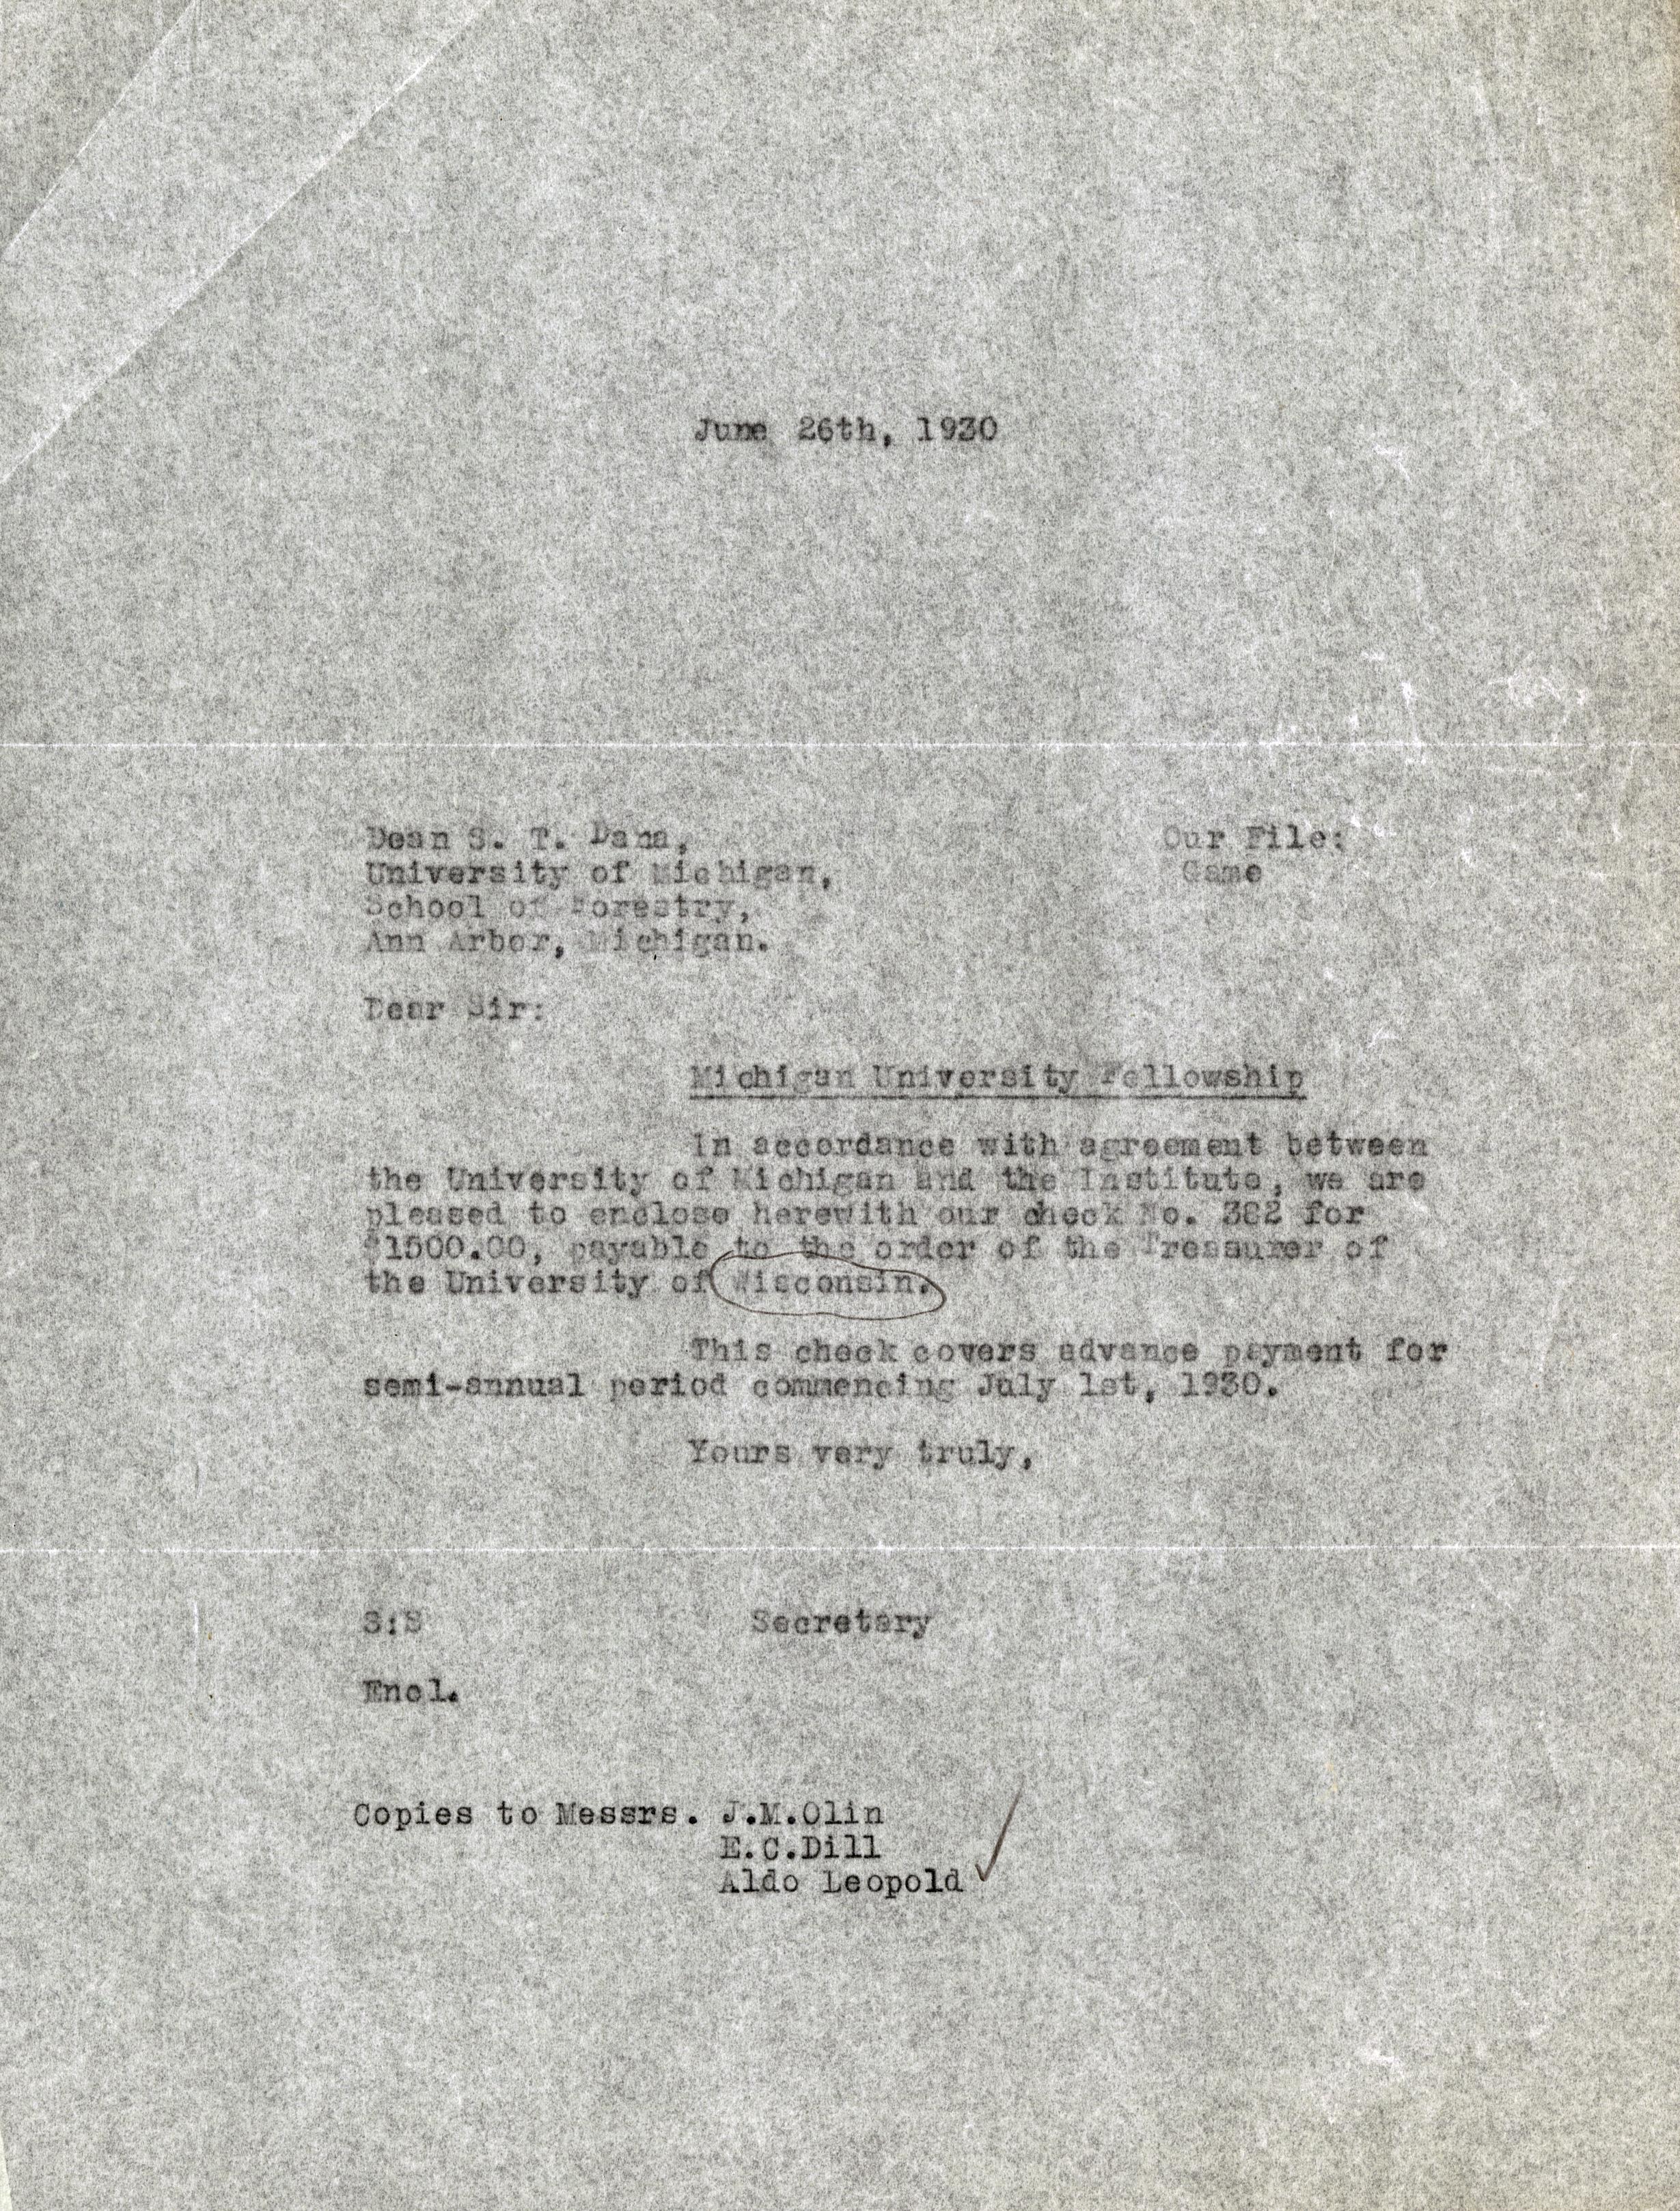 June 26th, 1930
Dean S. T. Dana,
University of Michigan,
School of Forestry,
Ann Arbor, Michigan.
Our File:
Game
Dear Sir:
Michigan University Fellowship
In accordance with agreement between
the University of Michigan and the Institute, we are
pleased to enclose herewith our check No. 382 for
$1500.00, payable to the order of the Treasurer of
the University of Wisconsin.
This check covers advance payment for
semi-annual period commencing July 1st, 1930.
Yours very truly,
S:S Secretary
Encl.
Copies to Messrs. J.M.Olin
E.C.Dill
Aldo Leopold ✓